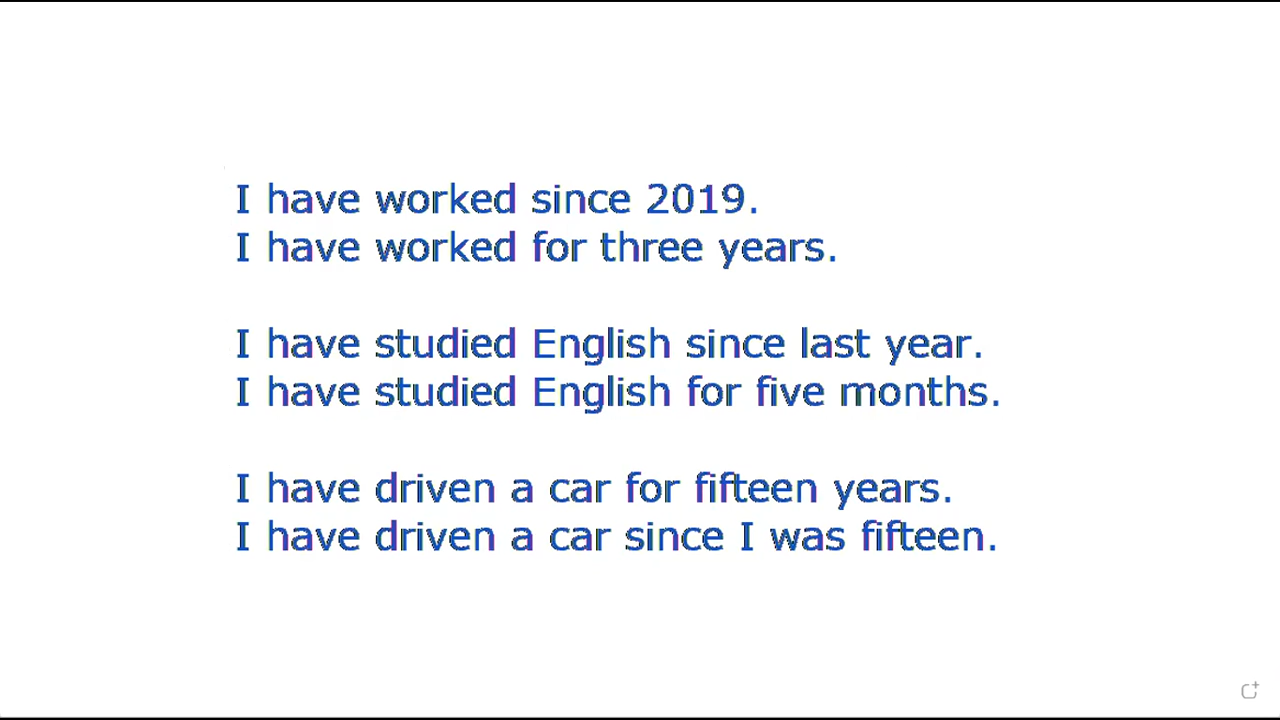 I have worked since 2019.
I have worked for three years.
I have studied English since last year.
I have studied English for five months.
I have driven a car for fifteen years.
I have driven a car since I was fifteen.